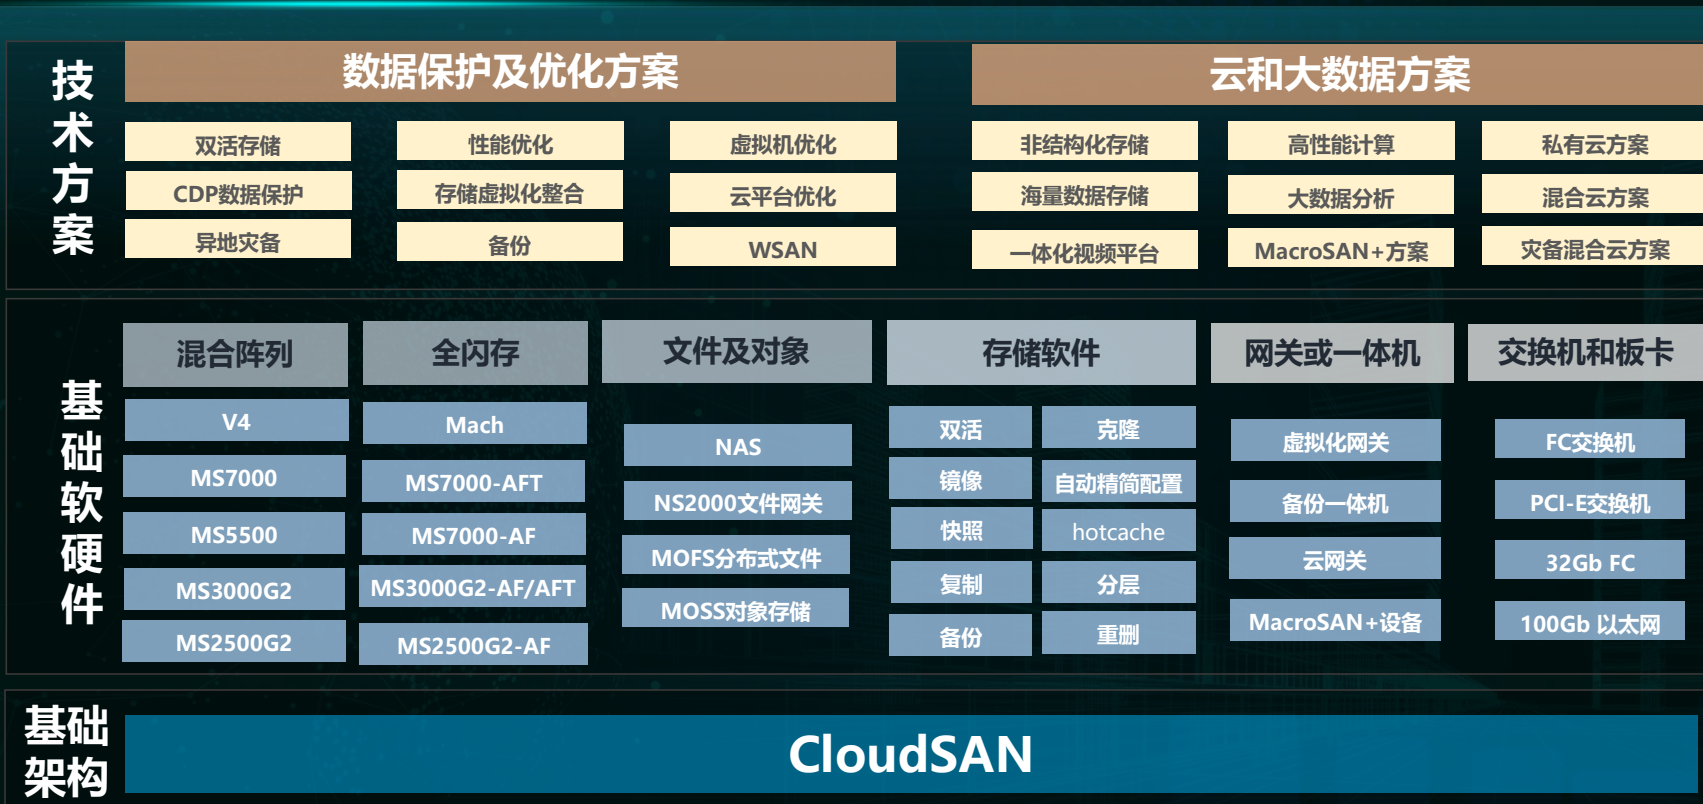 技术方案
数据保护及优化方案
云和大数据方案
双活存储
性能优化
虚拟机优化
非结构化存储
高性能计算
私有云方案
CDP数据保护
存储虚拟化整合
云平台优化
海量数据存储
大数据分析
混合云方案
异地灾备
备份
WSAN
一体化视频平台
MacroSAN+方案
灾备混合云方案
基础软硬件
混合阵列
V4
MS7000
MS5500
MS3000G2
MS2500G2
全闪存
Mach
MS7000-AFT
MS7000-AF
MS3000G2-AF/AFT
MS2500G2-AF
文件及对象
NAS
NS2000文件网关
MOFS分布式文件
MOSS对象存储
存储软件
双活
克隆
镜像
自动精简配置
快照
hotcache
复制
分层
备份
重删
网关或一体机
虚拟化网关
备份一体机
云网关
MacroSAN+设备
交换机和板卡
FC交换机
PCI-E交换机
32Gb FC
100Gb 以太网
基础
架构
CloudSAN